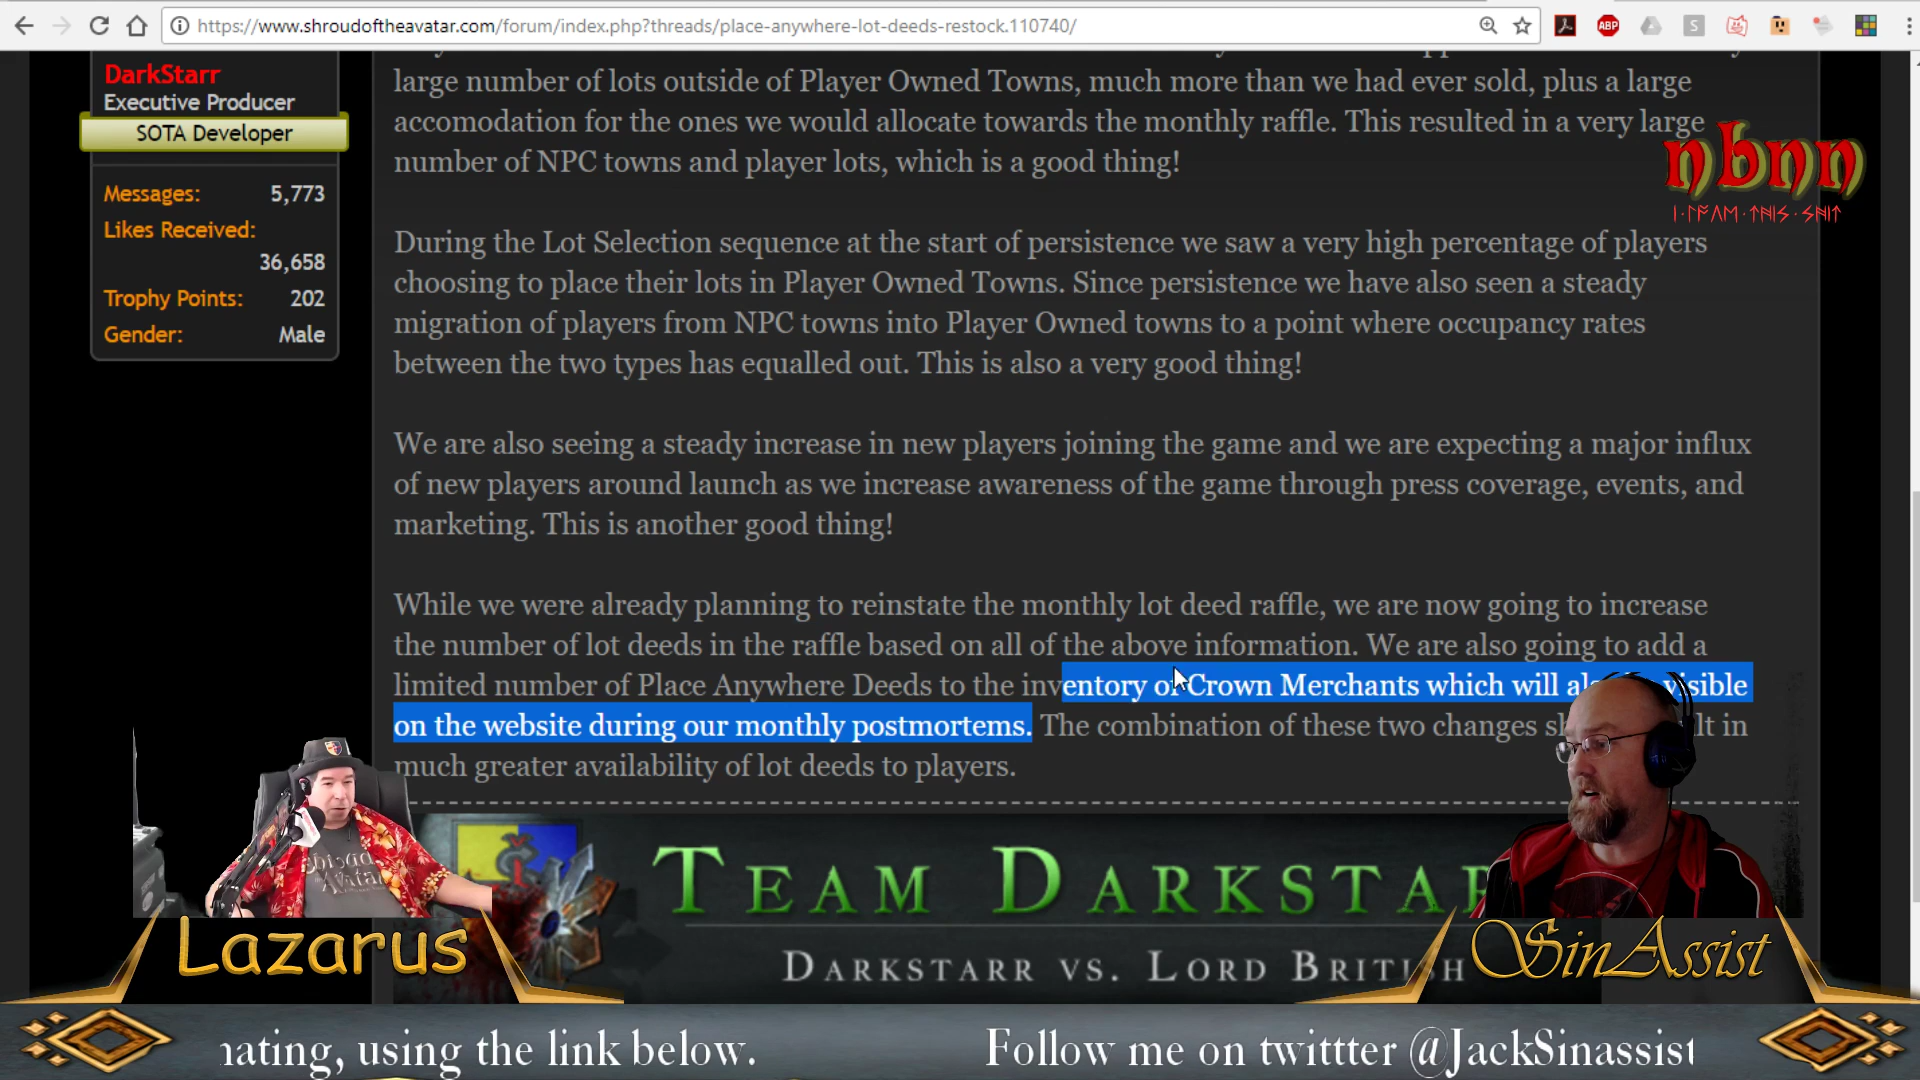 https://www.shroudoftheavatar.com/forum/index.php?threads/place-anywhere-lot-deeds-restock.110740/
ABP
S
DarkStarr
Executive Producer
SOTA Developer
Messages: 5,773
Likes Received:
36,658
Trophy Points: 202
Gender: Male
large number of lots outside of Player Owned Towns, much more than we had ever sold, plus a large
accomodation for the ones we would allocate towards the monthly raffle. This resulted in a very large
number of NPC towns and player lots, which is a good thing!
nbnn
During the Lot Selection sequence at the start of persistence we saw a very high percentage of players
choosing to place their lots in Player Owned Towns. Since persistence we have also seen a steady
migration of players from NPC towns into Player Owned towns to a point where occupancy rates
between the two types has equalled out. This is also a very good thing!
We are also seeing a steady increase in new players joining the game and we are expecting a major influx
of new players around launch as we increase awareness of the game through press coverage, events, and
marketing. This is another good thing!
While we were already planning to reinstate the monthly lot deed raffle, we are now going to increase
the number of lot deeds in the raffle based on all of the above information. We are also going to add a
limited number of Place Anywhere Deeds to the inventory of Crown Merchants which will visible
on the website during our monthly postmortems. The combination of these two changes in
much greater availability of lot deeds to players.
TEAM DARKSTAR
DARKSTARR VS. LORD BRITISH
Lazarus
SinAssist
nating, using the link below.
Follow me on twittter @JackSinassist